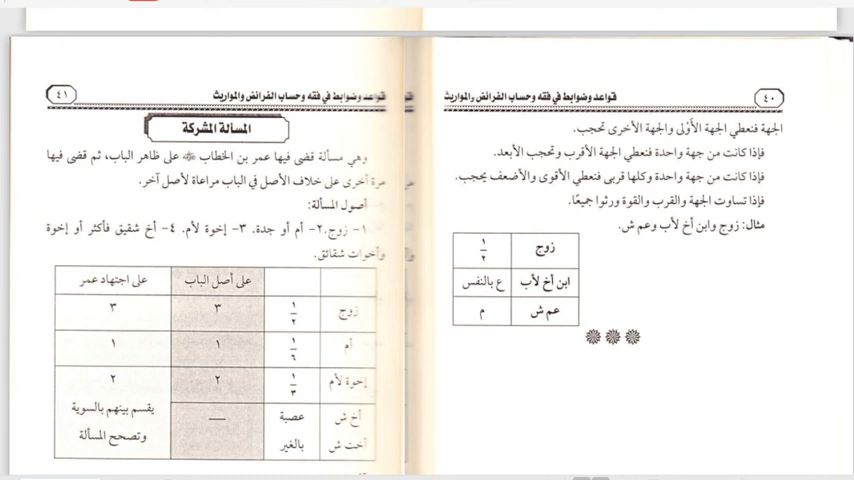 ٤٠
قواعد وضوابط في فقه وحساب الفرائض والمواريث
الجهة فنعطي الجهة الأَوْلى والجهة الأخرى تحجب.
فإذا كانت من جهة واحدة فنعطي الجهة الأقرب وتحجب الأبعد.
فإذا كانت من جهة واحدة وكلها قربى فنعطي الأقوى والأضعف يحجب.
فإذا تساوت الجهة والقرب والقوة ورثوا جميعًا.
مثال: زوج وابن أخ لأب وعم ش.
زوج ١/٢
ابن أخ لأب ع بالنفس
عم ش م
قواعد وضوابط في فقه وحساب الفرائض والمواريث
٤١
المسألة المشركة
وهي مسألة قضى فيها عمر بن الخطاب ﷺ على ظاهر الباب، ثم قضى فيها
مرة أخرى على خلاف الأصل في الباب مراعاة لأصل آخر.
أصول المسألة:
١- زوج. ٢- أم أو جدة. ٣- إخوة لأم. ٤- أخ شقيق فأكثر أو إخوة
وأخوات شقائق.
على أصل الباب على اجتهاد عمر
زوج ١/٢ ٣ ٣
أم ١/٦ ١ ١
إخوة لأم ١/٣ ٢ ٢
أخ ش عصبة — يقسم بينهم بالسوية
أخت ش بالغير وتصحح المسألة